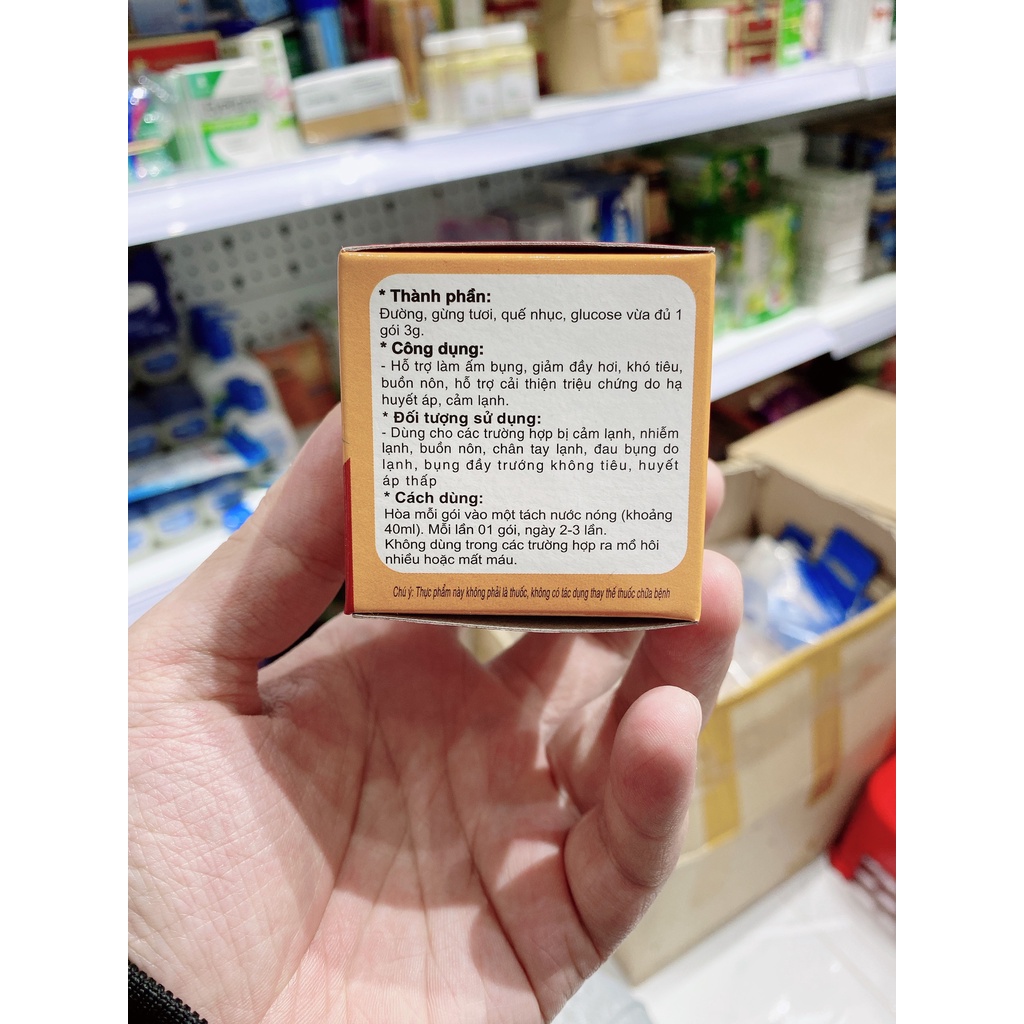 * Thành phần:
Đường, gừng tươi, quế nhục, glucose vừa đủ 1
gói 3g.
* Công dụng:
- Hỗ trợ làm ấm bụng, giảm đầy hơi, khó tiêu,
buồn nôn, hỗ trợ cải thiện triệu chứng do hạ
huyết áp, cảm lạnh.
* Đối tượng sử dụng:
- Dùng cho các trường hợp bị cảm lạnh, nhiễm
lạnh, buồn nôn, chân tay lạnh, đau bụng do
lạnh, bụng đầy trướng không tiêu, huyết
áp thấp
* Cách dùng:
Hòa mỗi gói vào một tách nước nóng (khoảng
40ml). Mỗi lần 01 gói, ngày 2-3 lần.
Không dùng trong các trường hợp ra mổ hôi
nhiều hoặc mất máu.
Chú ý: Thực phẩm này không phải là thuốc, không có tác dụng thay thế thuốc chữa bệnh